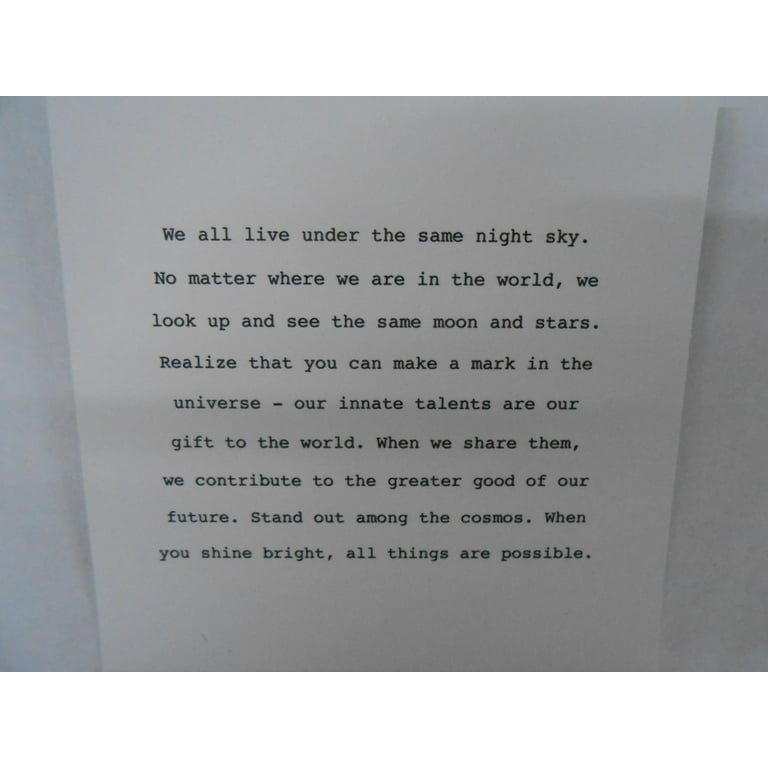 We all live under the same night sky.
No matter where we are in the world, we
look up and see the same moon and stars.
Realize that you can make a mark in the
universe – our innate talents are our
gift to the world. When we share them,
we contribute to the greater good of our
future. Stand out among the cosmos. When
you shine bright, all things are possible.